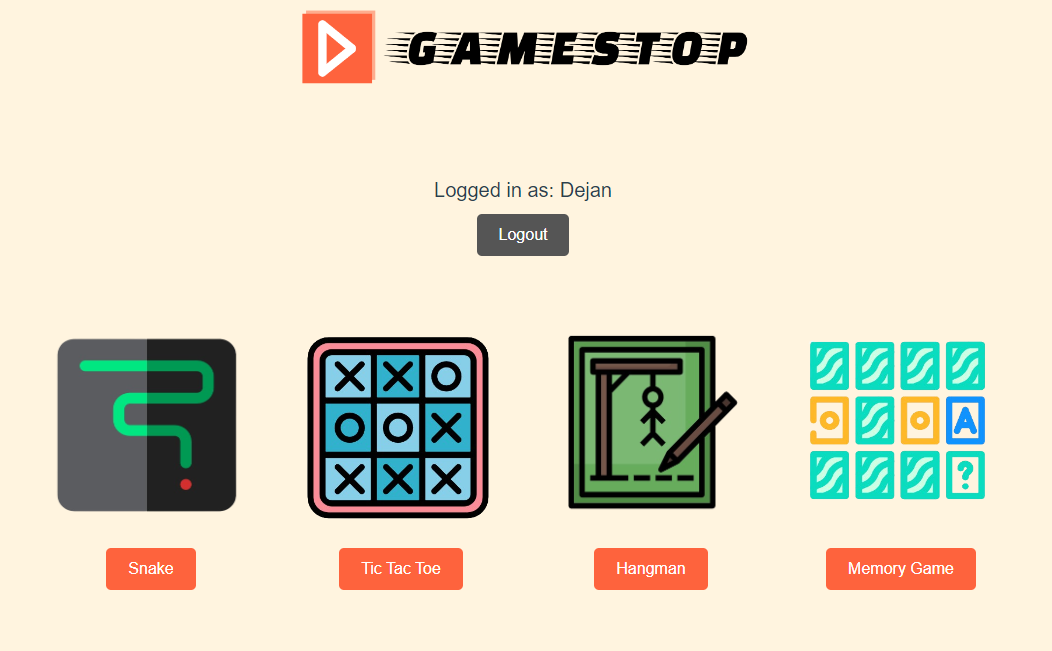 GAMESTOP
Logged in as: Dejan
Logout
X X O
O O X
X X X
A
?
Snake
Tic Tac Toe
Hangman
Memory Game